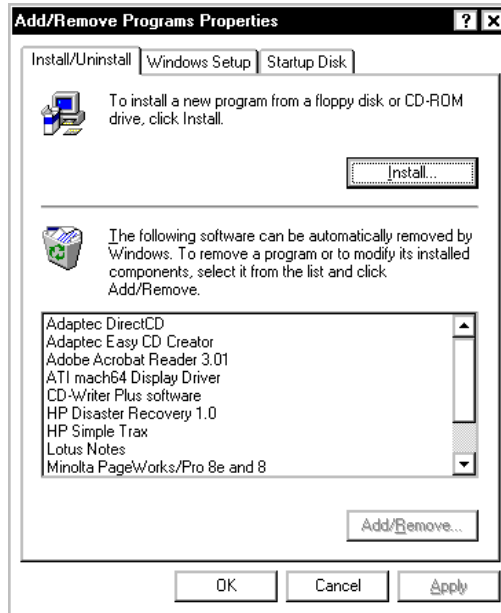 Add/Remove Programs Properties
? X
Install/Uninstall Windows Setup Startup Disk
To install a new program from a floppy disk or CD-ROM
drive, click Install.
Install...
The following software can be automatically removed by
Windows. To remove a program or to modify its installed
components, select it from the list and click
Add/Remove.
Adaptec DirectCD
Adaptec Easy CD Creator
Adobe Acrobat Reader 3.01
ATI mach64 Display Driver
CD-Writer Plus software
HP Disaster Recovery 1.0
HP Simple Trax
Lotus Notes
Minolta PageWorks/Pro 8e and 8
Add/Remove...
OK Cancel Apply